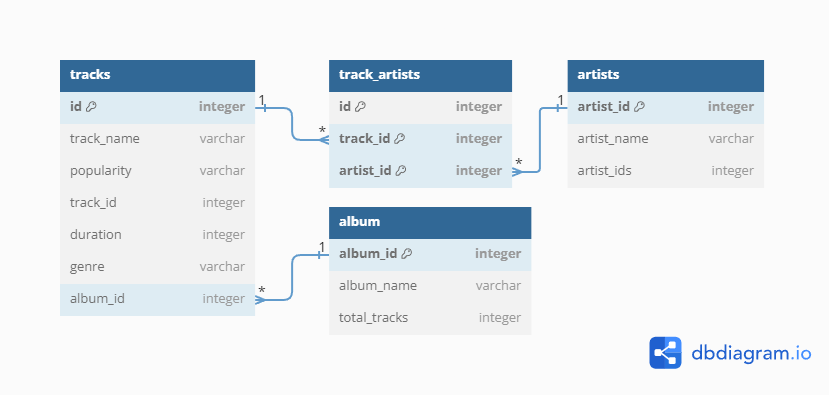 tracks
id integer
track_name varchar
popularity varchar
track_id integer
duration integer
genre varchar
album_id integer
1
*
track_artists
id integer
track_id integer
artist_id integer
1
*
artists
artist_id integer
artist_name varchar
artist_ids integer
album
album_id integer
album_name varchar
total_tracks integer
1
*
dbdiagram.io